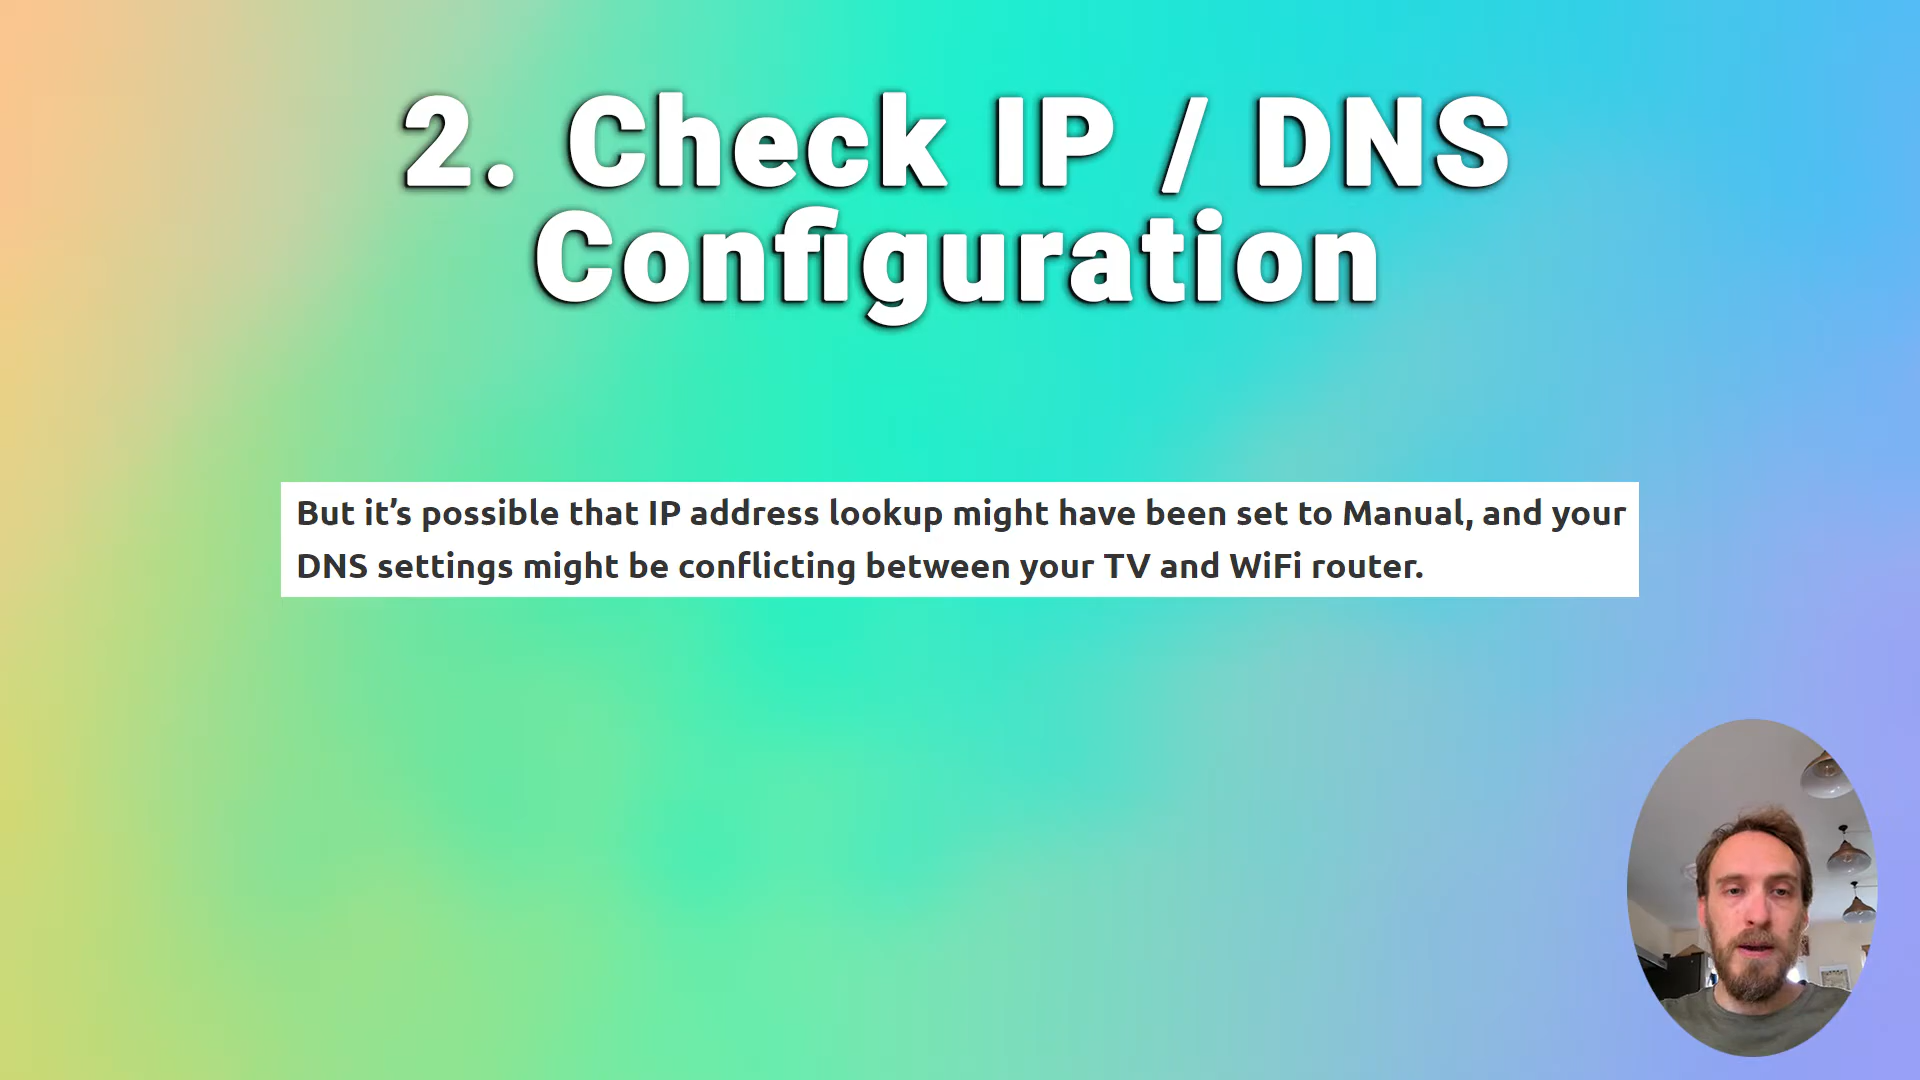 2. Check IP / DNS
Configuration
But it’s possible that IP address lookup might have been set to Manual, and your
DNS settings might be conflicting between your TV and WiFi router.